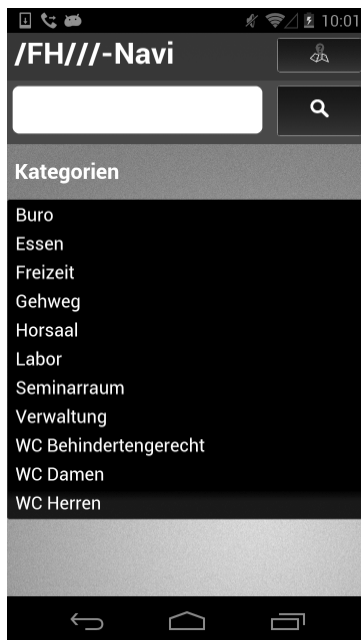 10:01
/FH///-Navi
Kategorien
Buro
Essen
Freizeit
Gehweg
Horsaal
Labor
Seminarraum
Verwaltung
WC Behindertengerecht
WC Damen
WC Herren